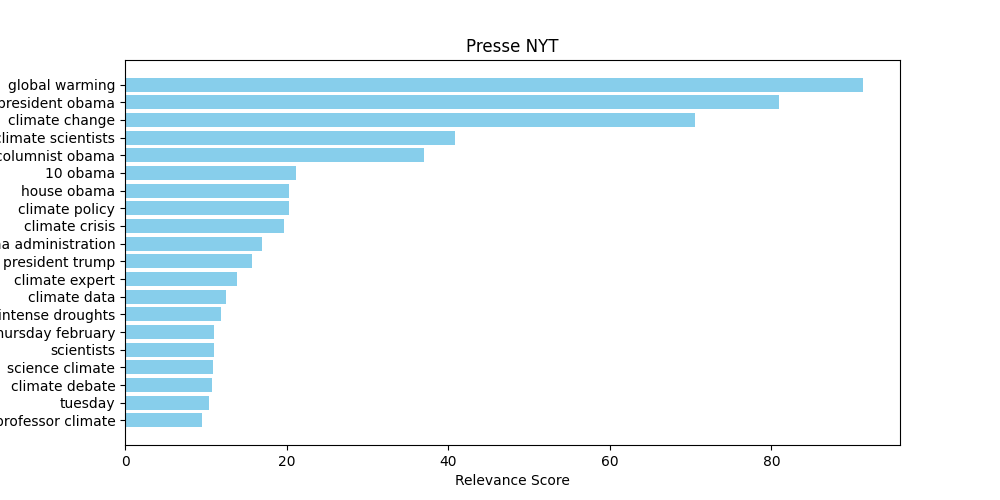 Presse NYT
global warming
president obama
climate change
climate scientists
columnist obama
10 obama
house obama
climate policy
climate crisis
a administration
president trump
climate expert
climate data
intense droughts
hursday february
scientists
science climate
climate debate
tuesday
professor climate
0 20 40 60 80
Relevance Score